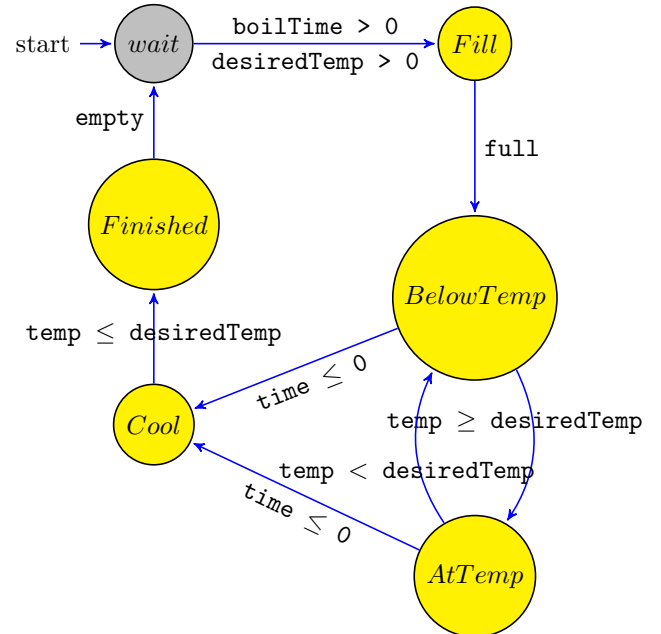 start
wait
boilTime > 0
desiredTemp > 0
Fill
empty
full
Finished
BelowTemp
temp ≤ desiredTemp
time ≤ 0
Cool
temp ≥ desiredTemp
temp < desiredTemp
time ≤ 0
AtTemp